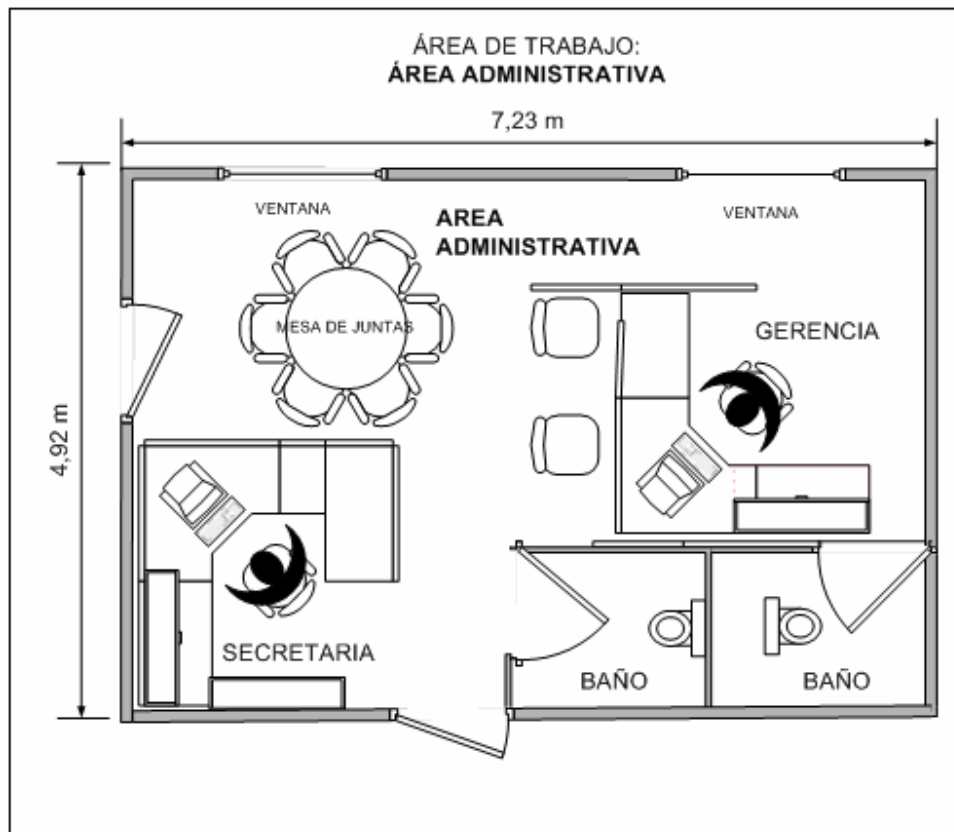 ÁREA DE TRABAJO:
ÁREA ADMINISTRATIVA
7,23 m
VENTANA
AREA
ADMINISTRATIVA
VENTANA
MESA DE JUNTAS
GERENCIA
4,92 m
SECRETARIA
BAÑO
BAÑO